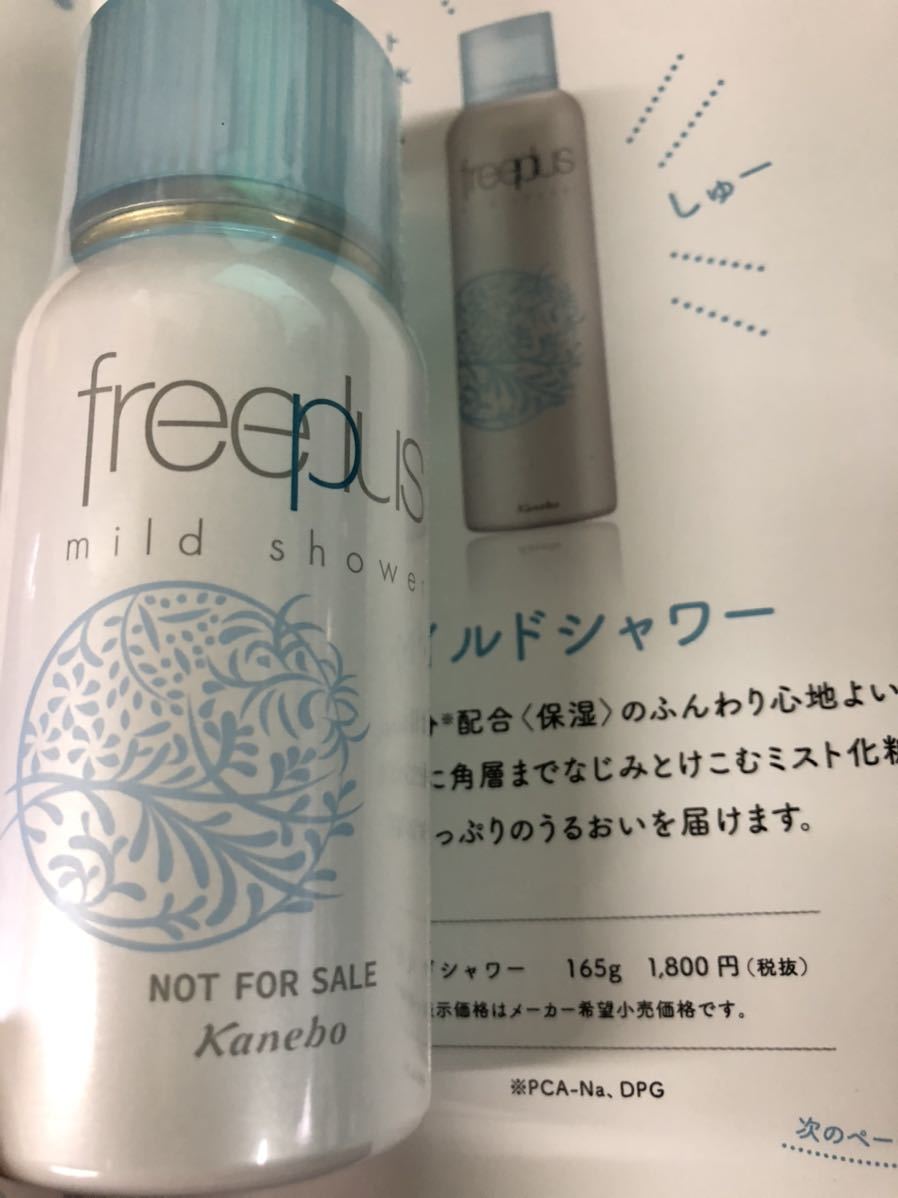 freeplus
mild shower
NOT FOR SALE
Kanebo
freeplus
Kanebo
しゅー
イルドシャワー
※配合〈保湿〉のふんわり心地よい
に角層までなじみとけこむミスト化粧
っぷりのうるおいを届けます。
シャワー 165g 1,800円(税抜)
示価格はメーカー希望小売価格です。
※PCA-Na、DPG
次のペー